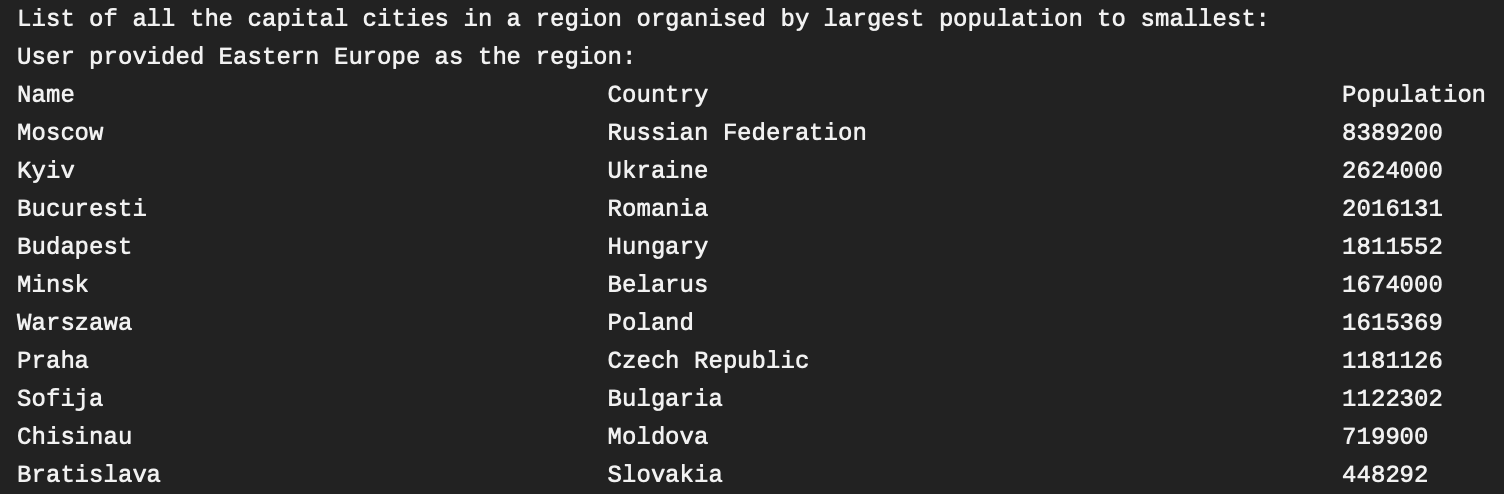 List of all the capital cities in a region organised by largest population to smallest:
User provided Eastern Europe as the region:
Name Country Population
Moscow Russian Federation 8389200
Kyiv Ukraine 2624000
Bucuresti Romania 2016131
Budapest Hungary 1811552
Minsk Belarus 1674000
Warszawa Poland 1615369
Praha Czech Republic 1181126
Sofija Bulgaria 1122302
Chisinau Moldova 719900
Bratislava Slovakia 448292